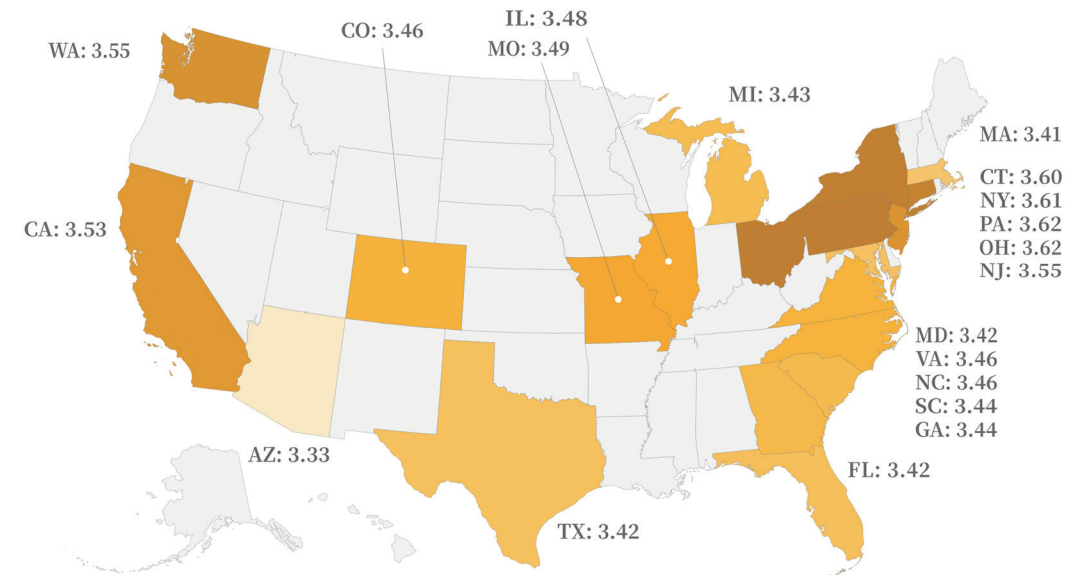 IL: 3.48
CO: 3.46
MO: 3.49
WA: 3.55
MI: 3.43
MA: 3.41
CT: 3.60
NY: 3.61
PA: 3.62
OH: 3.62
NJ: 3.55
CA: 3.53
MD: 3.42
VA: 3.46
NC: 3.46
SC: 3.44
GA: 3.44
AZ: 3.33
FL: 3.42
TX: 3.42